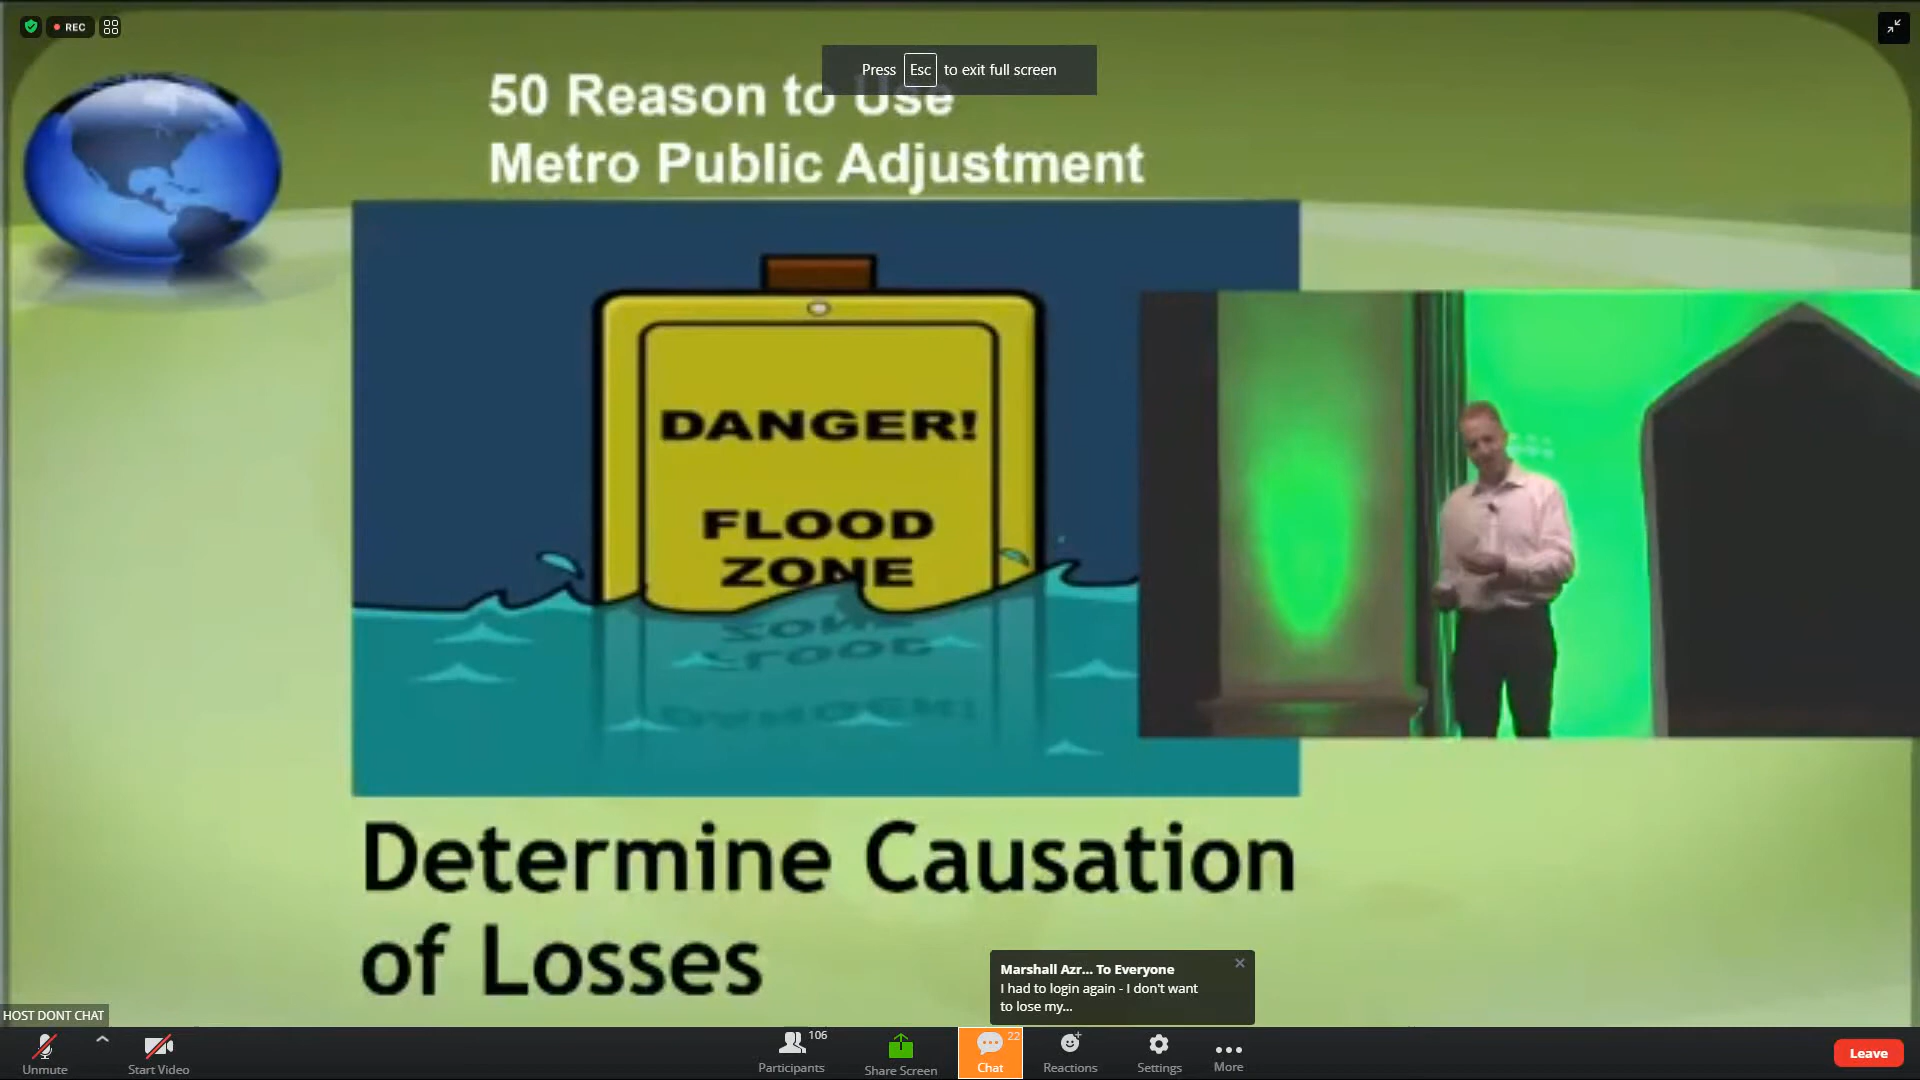 REC
Press Esc to exit full screen
50 Reason to Use
Metro Public Adjustment
DANGER!
FLOOD
ZONE
Determine Causation
of Losses
Marshall Azr... To Everyone
I had to login again - I don't want
to lose my...
HOST DONT CHAT
Unmute
Start Video
106
Participants
Share Screen
22
Chat
Reactions
Settings
More
Leave